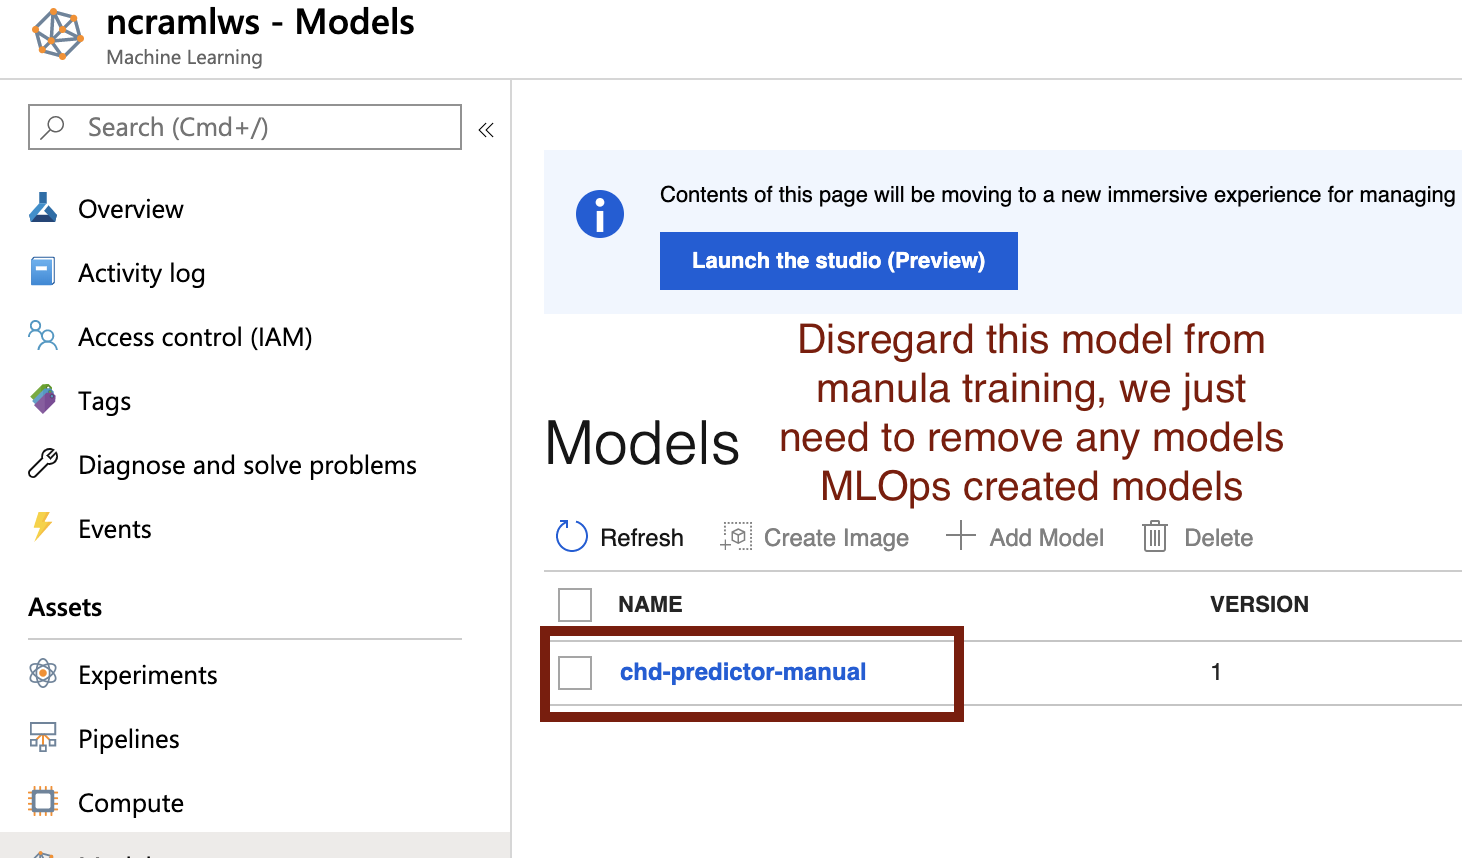 ncramlws - Models
Machine Learning
Search (Cmd+/)
«
Overview
Activity log
Access control (IAM)
Tags
Diagnose and solve problems
Events
Assets
Experiments
Pipelines
Compute
Contents of this page will be moving to a new immersive experience for managing
Launch the studio (Preview)
Disregard this model from
manula training, we just
need to remove any models
MLOps created models
Models
Refresh
Create Image
Add Model
Delete
NAME VERSION
chd-predictor-manual 1